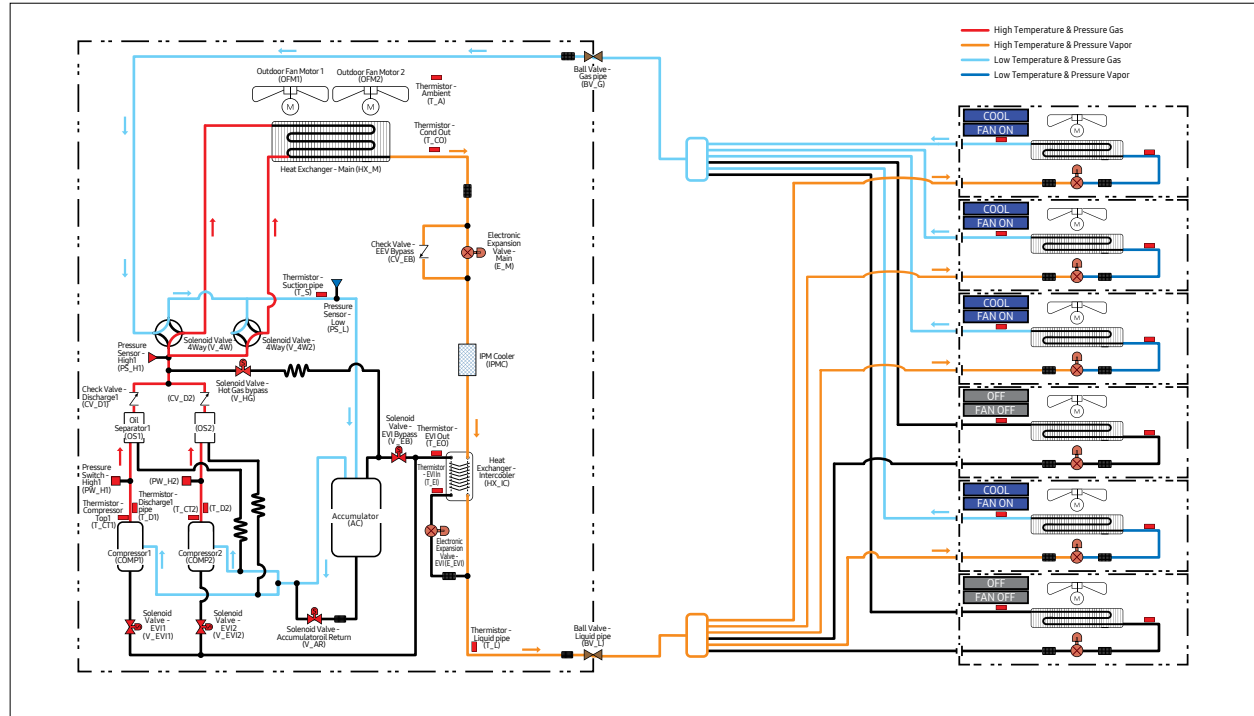 High Temperature & Pressure Gas
High Temperature & Pressure Vapor
Low Temperature & Pressure Gas
Low Temperature & Pressure Vapor
Outdoor Fan Motor 1
(OFM1)
Outdoor Fan Motor 2
(OFM2)
M
M
Thermistor -
Ambient
(T_A)
Ball Valve -
Gas pipe
(BV_G)
Thermistor -
Cond Out
(T_CO)
Heat Exchanger - Main (HX_M)
Check Valve -
EEV Bypass
(CV_EB)
Electronic
Expansion
Valve -
Main
(E_M)
Thermistor -
Suction pipe
(T_S)
Pressure
Sensor -
Low
(PS_L)
Solenoid Valve -
4Way (V_4W)
Solenoid Valve -
4Way (V_4W2)
Pressure
Sensor -
High1
(PS_H1)
Solenoid Valve -
Hot Gas bypass
(V_HG)
IPM Cooler
(IPMC)
Check Valve -
Discharge1
(CV_D1)
(CV_D2)
Oil
Separator1
(OS1)
(OS2)
Solenoid
Valve -
EVI Bypass
(V_EB)
Thermistor -
EVI Out
(T_EO)
Thermistor
- EVI In
(T_EI)
Heat
Exchanger -
Intercooler
(HX_IC)
Pressure
Switch -
High1
(PW_H1)
(PW_H2)
Thermistor -
Compressor
Top1
(T_CT1)
Thermistor -
Discharge1
pipe
(T_D1)
(T_CT2)
(T_D2)
Accumulator
(AC)
Electronic
Expansion
Valve -
EVI (E_EVI)
Compressor1
(COMP1)
Compressor2
(COMP2)
Solenoid
Valve -
EVI1
(V_EVI1)
Solenoid
Valve -
EVI2
(V_EVI2)
Solenoid Valve -
Accumulatoroil Return
(V_AR)
Thermistor -
Liquid pipe
(T_L)
Ball Valve -
Liquid pipe
(BV_L)
COOL
FAN ON
M
COOL
FAN ON
M
COOL
FAN ON
M
OFF
FAN OFF
M
COOL
FAN ON
M
OFF
FAN OFF
M